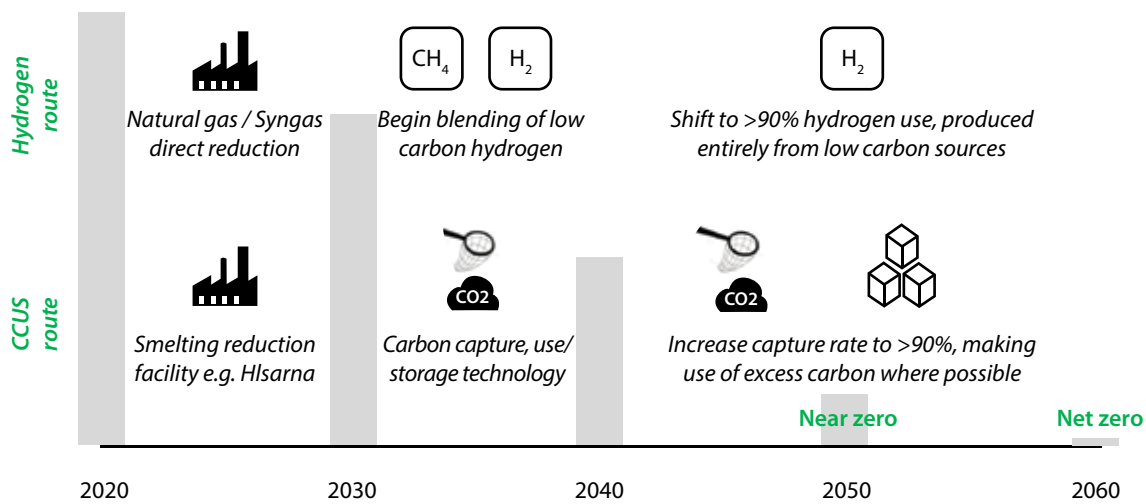 Hydrogen
route
CH₄
H₂
H₂
Natural gas / Syngas
direct reduction
Begin blending of low
carbon hydrogen
Shift to >90% hydrogen use, produced
entirely from low carbon sources
CCUS
route
CO2
CO2
Smelting reduction
facility e.g. HIsarna
Carbon capture, use/
storage technology
Increase capture rate to >90%, making
use of excess carbon where possible
Near zero
Net zero
2020
2030
2040
2050
2060